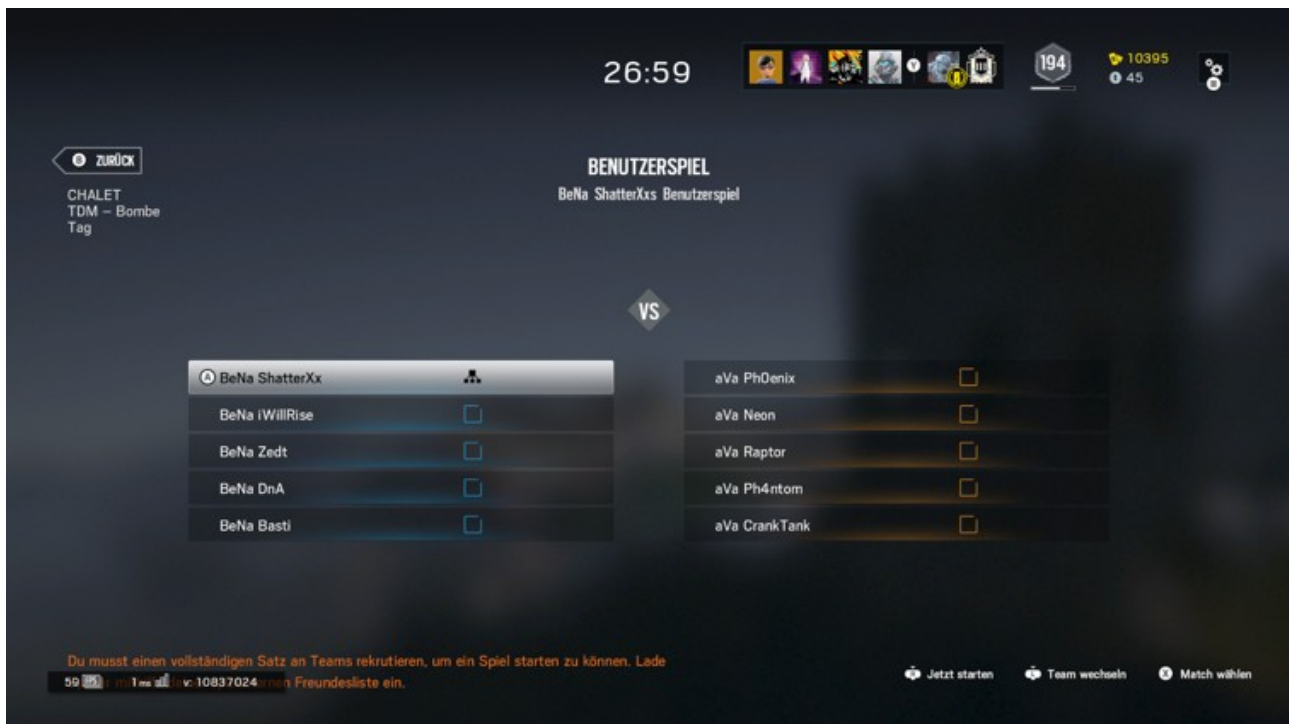 26:59
194
10395
45
ZURÜCK
BENUTZERSPIEL
BeNa ShatterXxs Benutzerspiel
CHALET
TDM – Bombe
Tag
VS
BeNa ShatterXx
aVa Ph0enix
BeNa iWillRise
aVa Neon
BeNa Zedt
aVa Raptor
BeNa DnA
aVa Ph4ntom
BeNa Basti
aVa CrankTank
Du musst einen vollständigen Satz an Teams rekrutieren, um ein Spiel starten zu können. Lade
Freundesliste ein.
59 FPS 1 ms v: 10837024
Jetzt starten
Team wechseln
X Match wählen